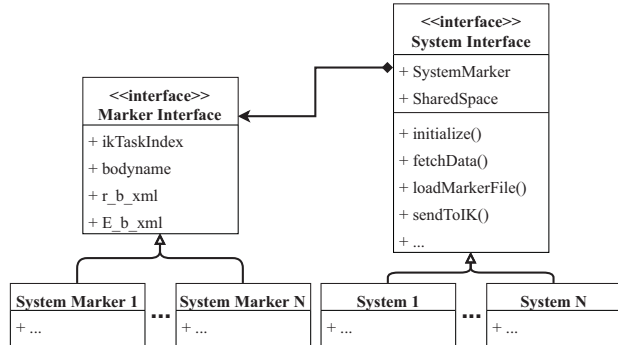 <<interface>>
System Interface
+ SystemMarker
+ SharedSpace
+ initialize()
+ fetchData()
+ loadMarkerFile()
+ sendToIK()
+ ...
<<interface>>
Marker Interface
+ ikTaskIndex
+ bodyname
+ r_b_xml
+ E_b_xml
System Marker 1
+ ...
...
System Marker N
+ ...
System 1
+ ...
...
System N
+ ...